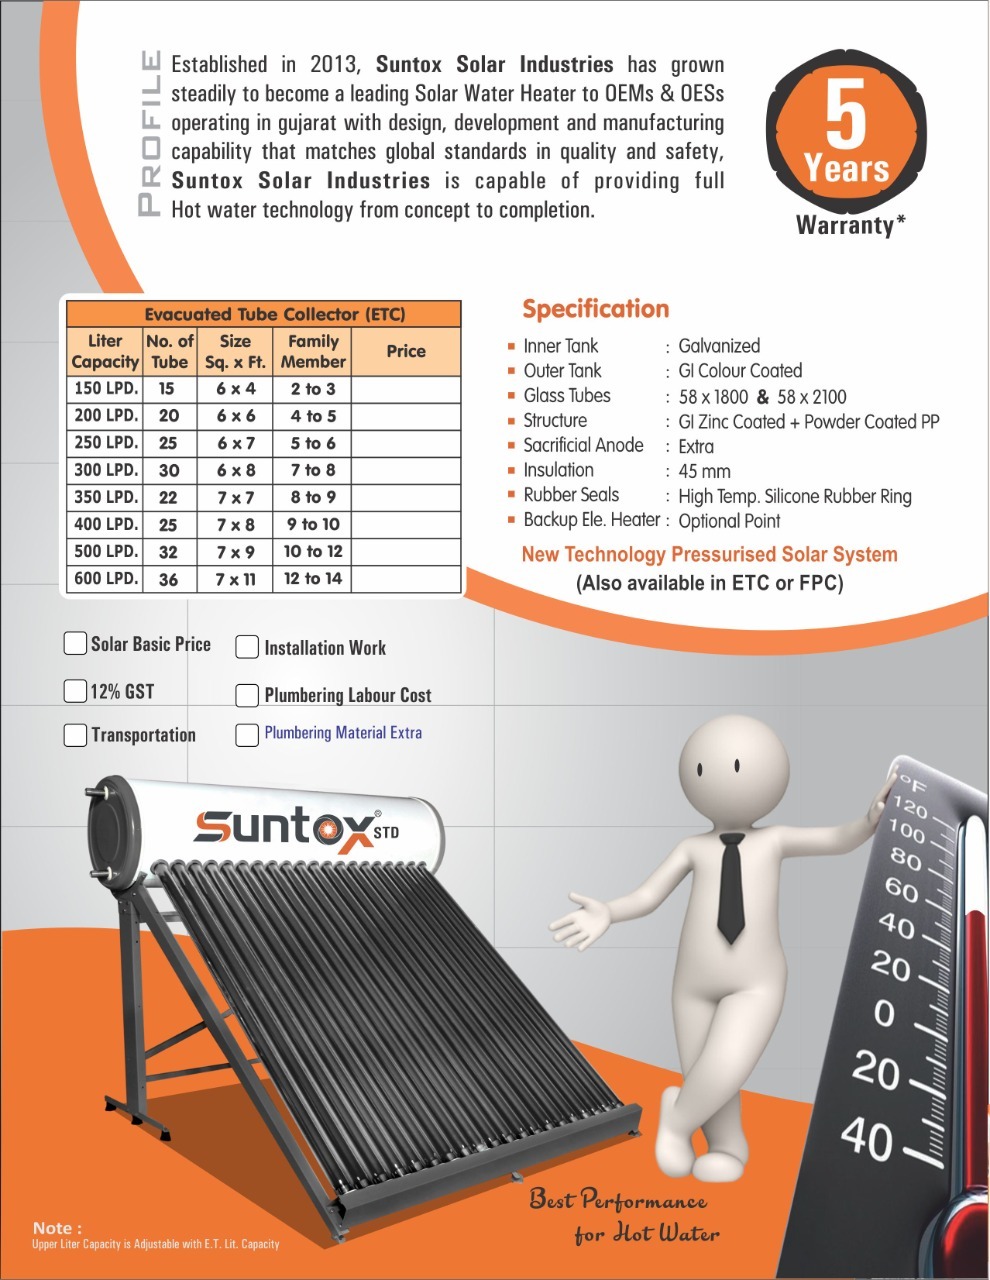 PROFILE
Established in 2013, Suntox Solar Industries has grown
steadily to become a leading Solar Water Heater to OEMs & OESs
operating in gujarat with design, development and manufacturing
capability that matches global standards in quality and safety,
Suntox Solar Industries is capable of providing full
Hot water technology from concept to completion.
5
Years
Warranty*
Evacuated Tube Collector (ETC)
Liter Capacity No. of Tube Size Sq. x Ft. Family Member Price
150 LPD. 15 6 x 4 2 to 3
200 LPD. 20 6 x 6 4 to 5
250 LPD. 25 6 x 7 5 to 6
300 LPD. 30 6 x 8 7 to 8
350 LPD. 22 7 x 7 8 to 9
400 LPD. 25 7 x 8 9 to 10
500 LPD. 32 7 x 9 10 to 12
600 LPD. 36 7 x 11 12 to 14
Specification
Inner Tank : Galvanized
Outer Tank : GI Colour Coated
Glass Tubes : 58 x 1800 & 58 x 2100
Structure : GI Zinc Coated + Powder Coated PP
Sacrificial Anode : Extra
Insulation : 45 mm
Rubber Seals : High Temp. Silicone Rubber Ring
Backup Ele. Heater : Optional Point
New Technology Pressurised Solar System
(Also available in ETC or FPC)
Solar Basic Price
Installation Work
12% GST
Plumbering Labour Cost
Transportation
Plumbering Material Extra
Suntox© STD
°F
120
100
80
60
40
20
0
20
40
Best Performance
for Hot Water
Note :
Upper Liter Capacity is Adjustable with E.T. Lit. Capacity